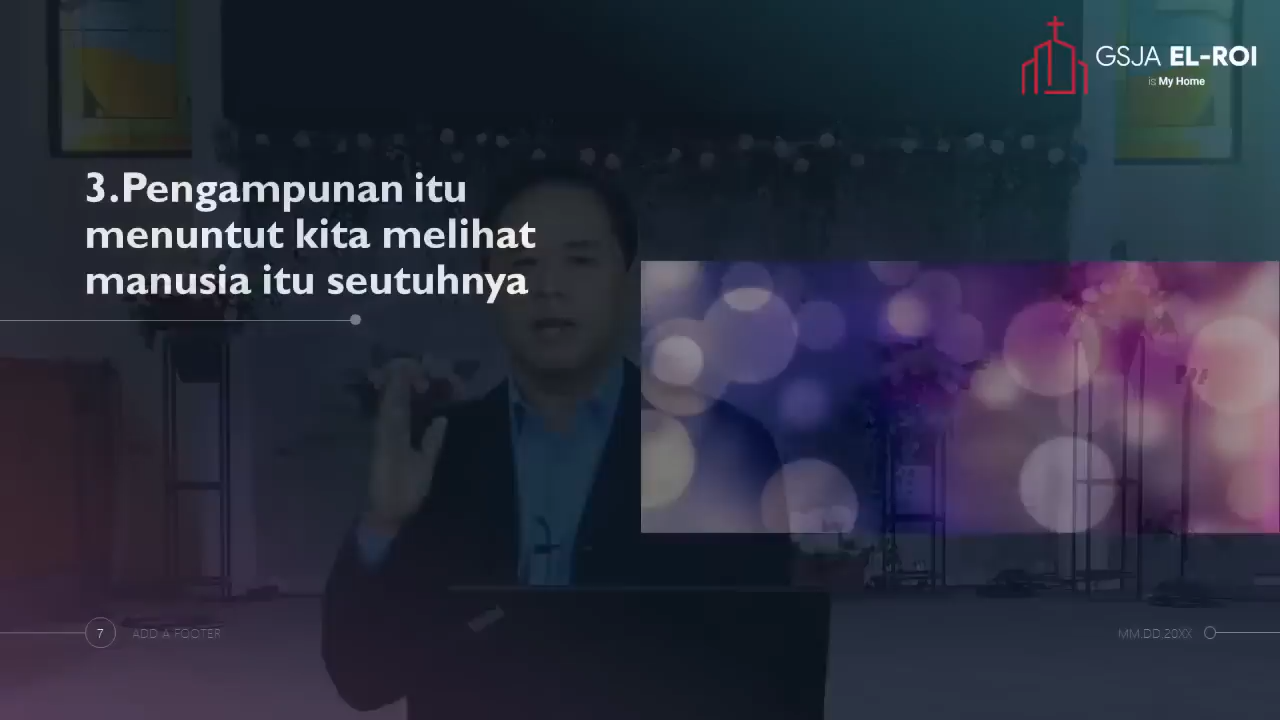 GSJA EL-ROI
is My Home
3.Pengampunan itu
menuntut kita melihat
manusia itu seutuhnya
7
ADD A FOOTER
MM.DD.20XX